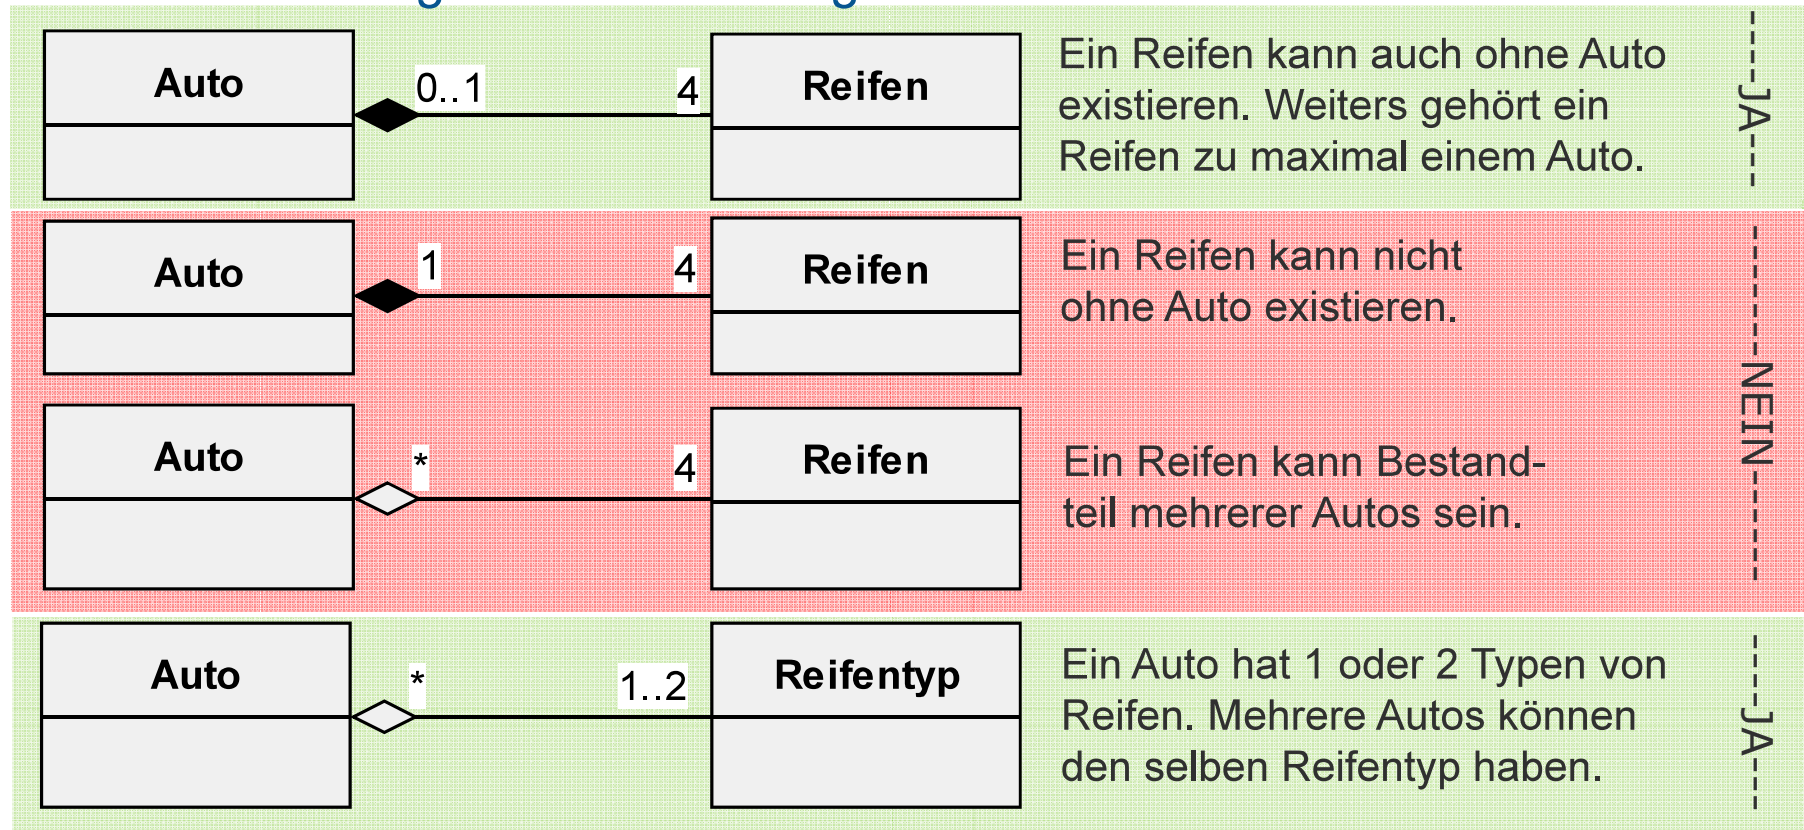 Auto
0..1
4
Reifen
Ein Reifen kann auch ohne Auto
existieren. Weiters gehört ein
Reifen zu maximal einem Auto.
JA
Auto
1
4
Reifen
Ein Reifen kann nicht
ohne Auto existieren.
NEIN
Auto
*
4
Reifen
Ein Reifen kann Bestand-
teil mehrerer Autos sein.
Auto
*
1..2
Reifentyp
Ein Auto hat 1 oder 2 Typen von
Reifen. Mehrere Autos können
den selben Reifentyp haben.
JA